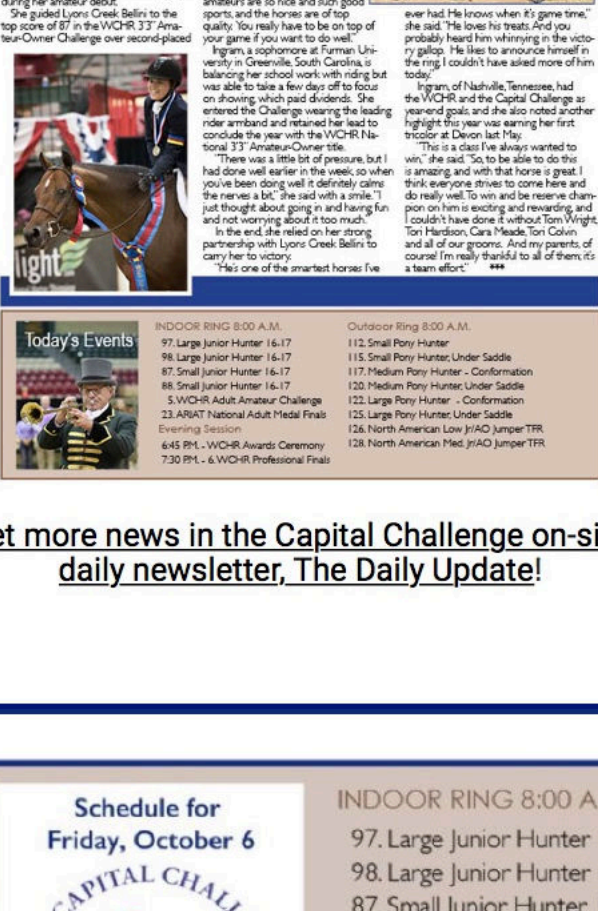 during her amateur debut.
She guided Lyons Creek Bellini to the
top score of 87 in the WCHR 3'3" Ama-
teur-Owner Challenge over second-placed
amateurs are so nice and such good
sports, and the horses are of top
quality. You really have to be on top of
your game if you want to do well."
Ingram, a sophomore at Furman Uni-
versity in Greenville, South Carolina, is
balancing her school work with riding but
was able to take a few days off to focus
on showing, which paid dividends. She
entered the Challenge wearing the leading
rider armband and retained her lead to
conclude the year with the WCHR Na-
tional 3'3" Amateur-Owner title.
"There was a little bit of pressure, but I
had done well earlier in the week, so when
you've been doing well it definitely calms
the nerves a bit," she said with a smile. "I
just thought about going in and having fun
and not worrying about it too much."
In the end, she relied on her strong
partnership with Lyons Creek Bellini to
carry her to victory.
"He's one of the smartest horses I've
ever had. He knows when it's game time,"
she said. "He loves his treats. And you
probably heard him whinnying in the victo-
ry gallop. He likes to announce himself in
the ring. I couldn't have asked more of him
today."
Ingram, of Nashville, Tennessee, had
the WCHR and the Capital Challenge as
year-end goals, and she also noted another
highlight this year was earning her first
tricolor at Devon last May.
"This is a class I've always wanted to
win," she said. "So, to be able to do this
is amazing, and with that horse is great. I
think everyone strives to come here and
do really well. To win and be reserve cham-
pion on him is exciting and rewarding, and
I couldn't have done it without Tom Wright,
Tori Hardison, Cara Meade, Tori Colvin
and all of our grooms. And my parents, of
course! I'm really thankful to all of them; it's
a team effort." ***
light
Today's Events
INDOOR RING 8:00 A.M.
97. Large Junior Hunter 16-17
98. Large Junior Hunter 16-17
87. Small Junior Hunter 16-17
88. Small Junior Hunter 16-17
5. WCHR Adult Amateur Challenge
23. ARIAT National Adult Medal Finals
Evening Session
6:45 P.M. - WCHR Awards Ceremony
7:30 P.M. - 6. WCHR Professional Finals
Outdoor Ring 8:00 A.M.
112. Small Pony Hunter
115. Small Pony Hunter, Under Saddle
117. Medium Pony Hunter - Conformation
120. Medium Pony Hunter, Under Saddle
122. Large Pony Hunter - Conformation
125. Large Pony Hunter, Under Saddle
126. North American Low Jr/AO Jumper TFR
128. North American Med. Jr/AO Jumper TFR
et more news in the Capital Challenge on-si
daily newsletter, The Daily Update!
Schedule for
Friday, October 6
CAPITAL CHALL
INDOOR RING 8:00 A
97. Large Junior Hunter
98. Large Junior Hunter
87. Small Junior Hunter